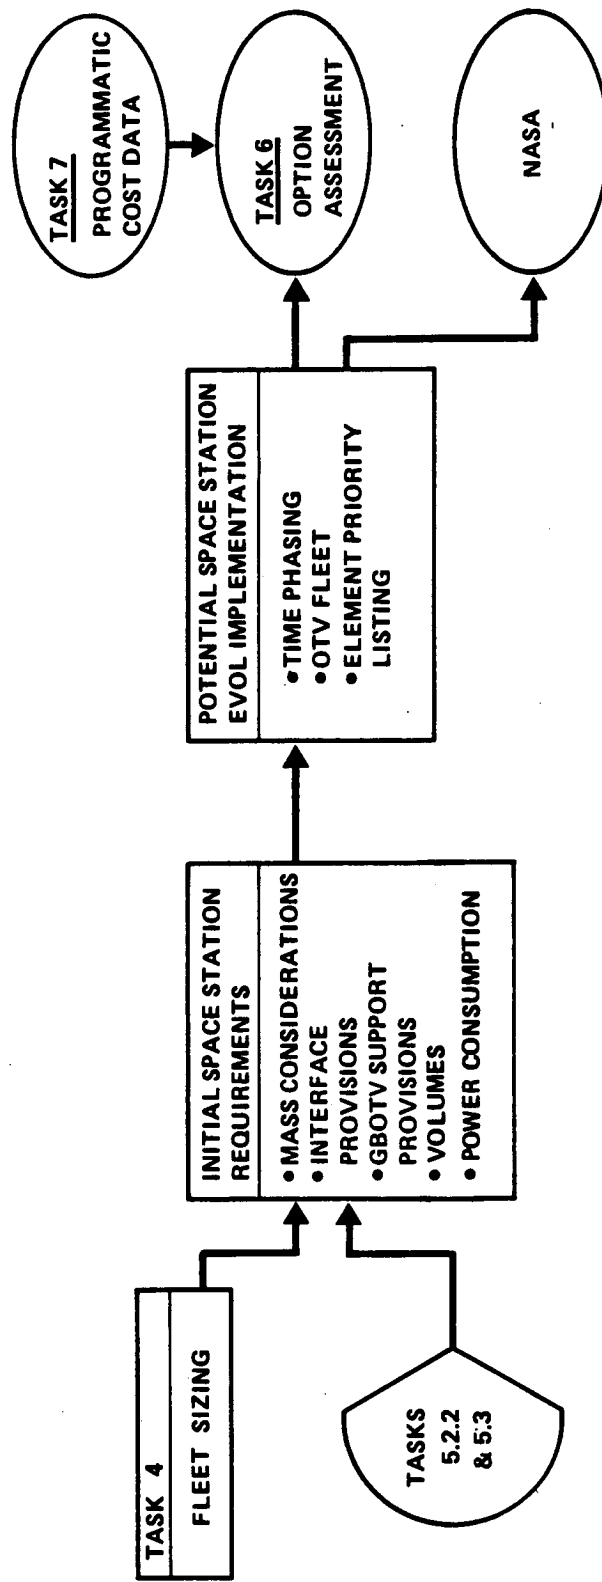 TASK 4
FLEET SIZING
TASKS
5.2.2
& 5.3
INITIAL SPACE STATION
REQUIREMENTS
• MASS CONSIDERATIONS
• INTERFACE
PROVISIONS
• GBOTV SUPPORT
PROVISIONS
• VOLUMES
• POWER CONSUMPTION
POTENTIAL SPACE STATION
EVOL IMPLEMENTATION
• TIME PHASING
• OTV FLEET
• ELEMENT PRIORITY
LISTING
TASK 7
PROGRAMMATIC
COST DATA
TASK 6
OPTION
ASSESSMENT
NASA